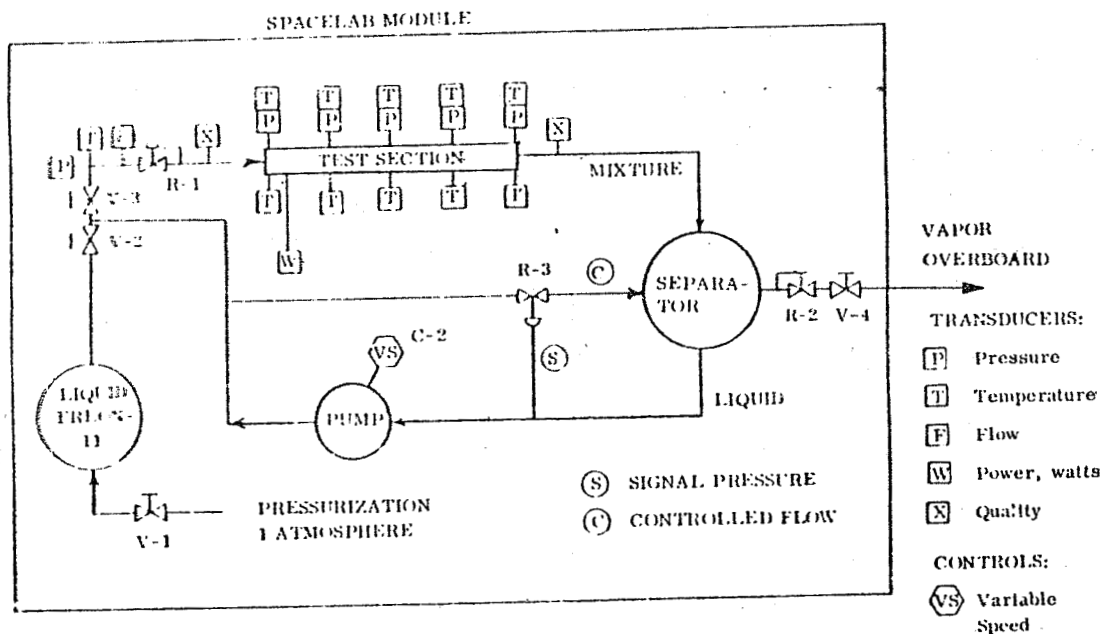 SPACELAB MODULE
T T T T T
P P P P P
P X X
R-1
TEST SECTION
MIXTURE
V-3
V-2
T T T
W
R-3
C
SEPARA-
TOR
VAPOR
OVERBOARD
R-2 V-4
TRANSDUCERS:
P Pressure
T Temperature
F Flow
W Power, watts
X Quality
C-2
VS
S
LIQUID
PUMP
LIQUID
FREON-
11
S SIGNAL PRESSURE
C CONTROLLED FLOW
PRESSURIZATION
1 ATMOSPHERE
V-1
CONTROLS:
VS Variable
Speed